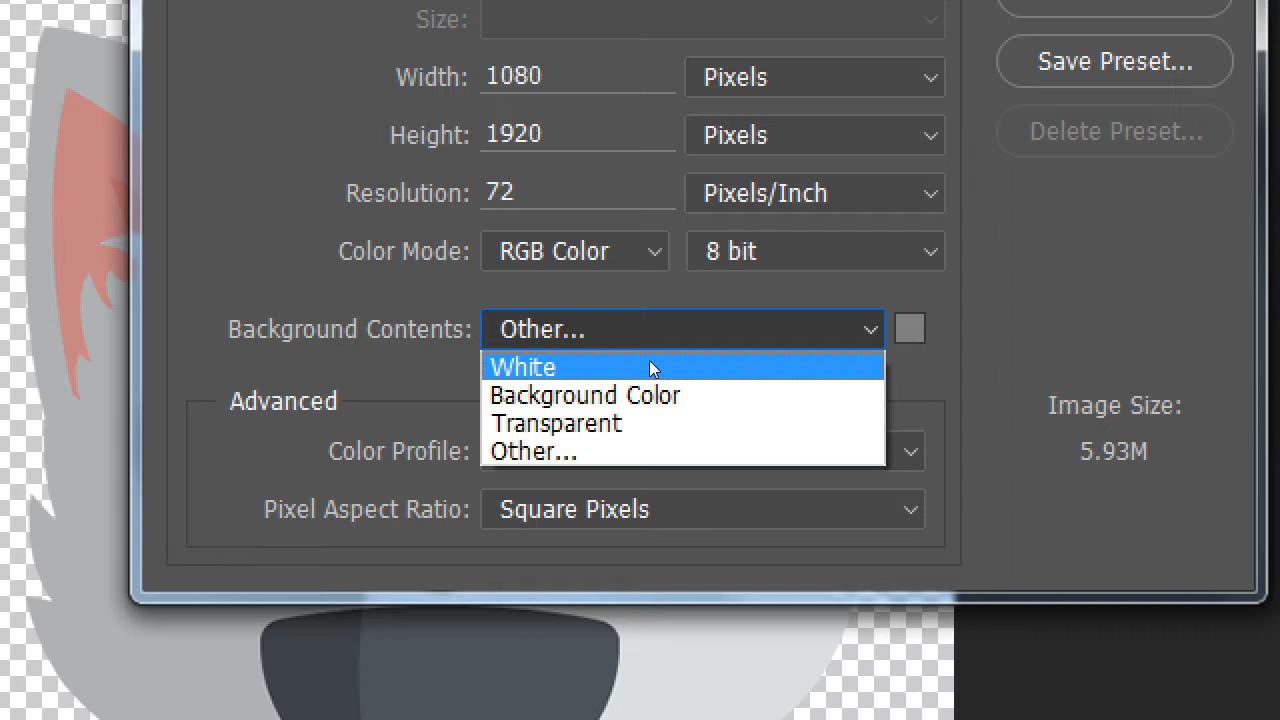 Size:
Width: 1080 Pixels
Save Preset...
Height: 1920 Pixels
Delete Preset...
Resolution: 72 Pixels/Inch
Color Mode: RGB Color 8 bit
Background Contents: Other...
White
Background Color
Advanced
Transparent
Image Size:
Color Profile:
Other...
5.93M
Pixel Aspect Ratio: Square Pixels